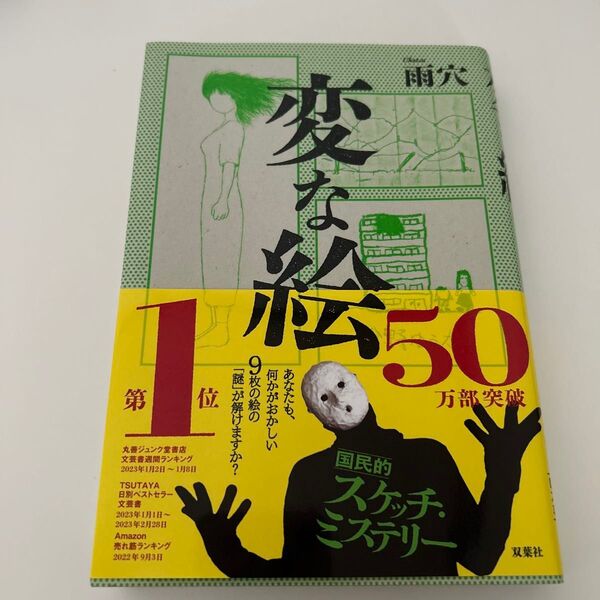 Uketsu
雨穴
変な絵
第1位
50
万部突破
あなたも、
何かがおかしい
9枚の絵の
「謎」が解けますか?
丸善ジュンク堂書店
文芸書週間ランキング
2023年1月2日～1月8日
TSUTAYA
日別ベストセラー
文芸書
2023年1月1日～
2023年2月28日
Amazon
売れ筋ランキング
2022年9月3日
国民的
スケッチ・
ミステリー
双葉社